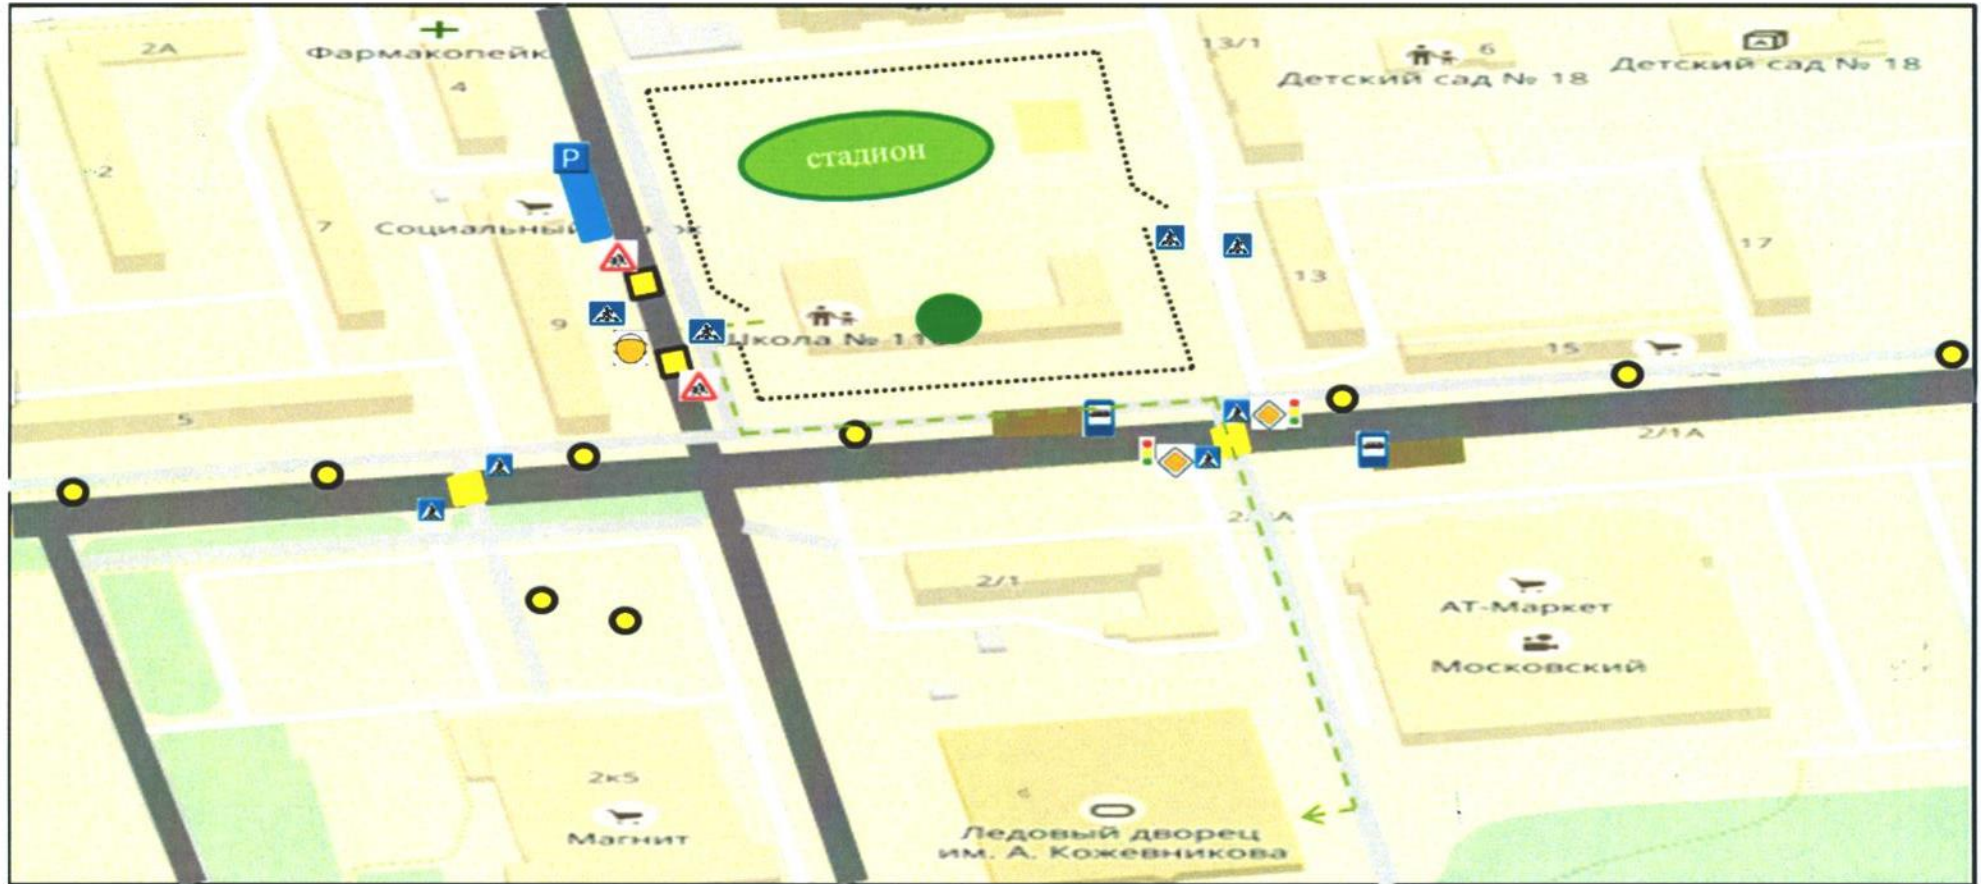 2А
Фармакопейк
4
13/1
6
Детский сад № 18
Детский сад № 18
P
стадион
2
7
Социальный
17
13
9
Школа № 11
15
5
2/1А
2/1
АТ-Маркет
Московский
2к5
Магнит
Ледовый дворец
им. А. Кожевникова